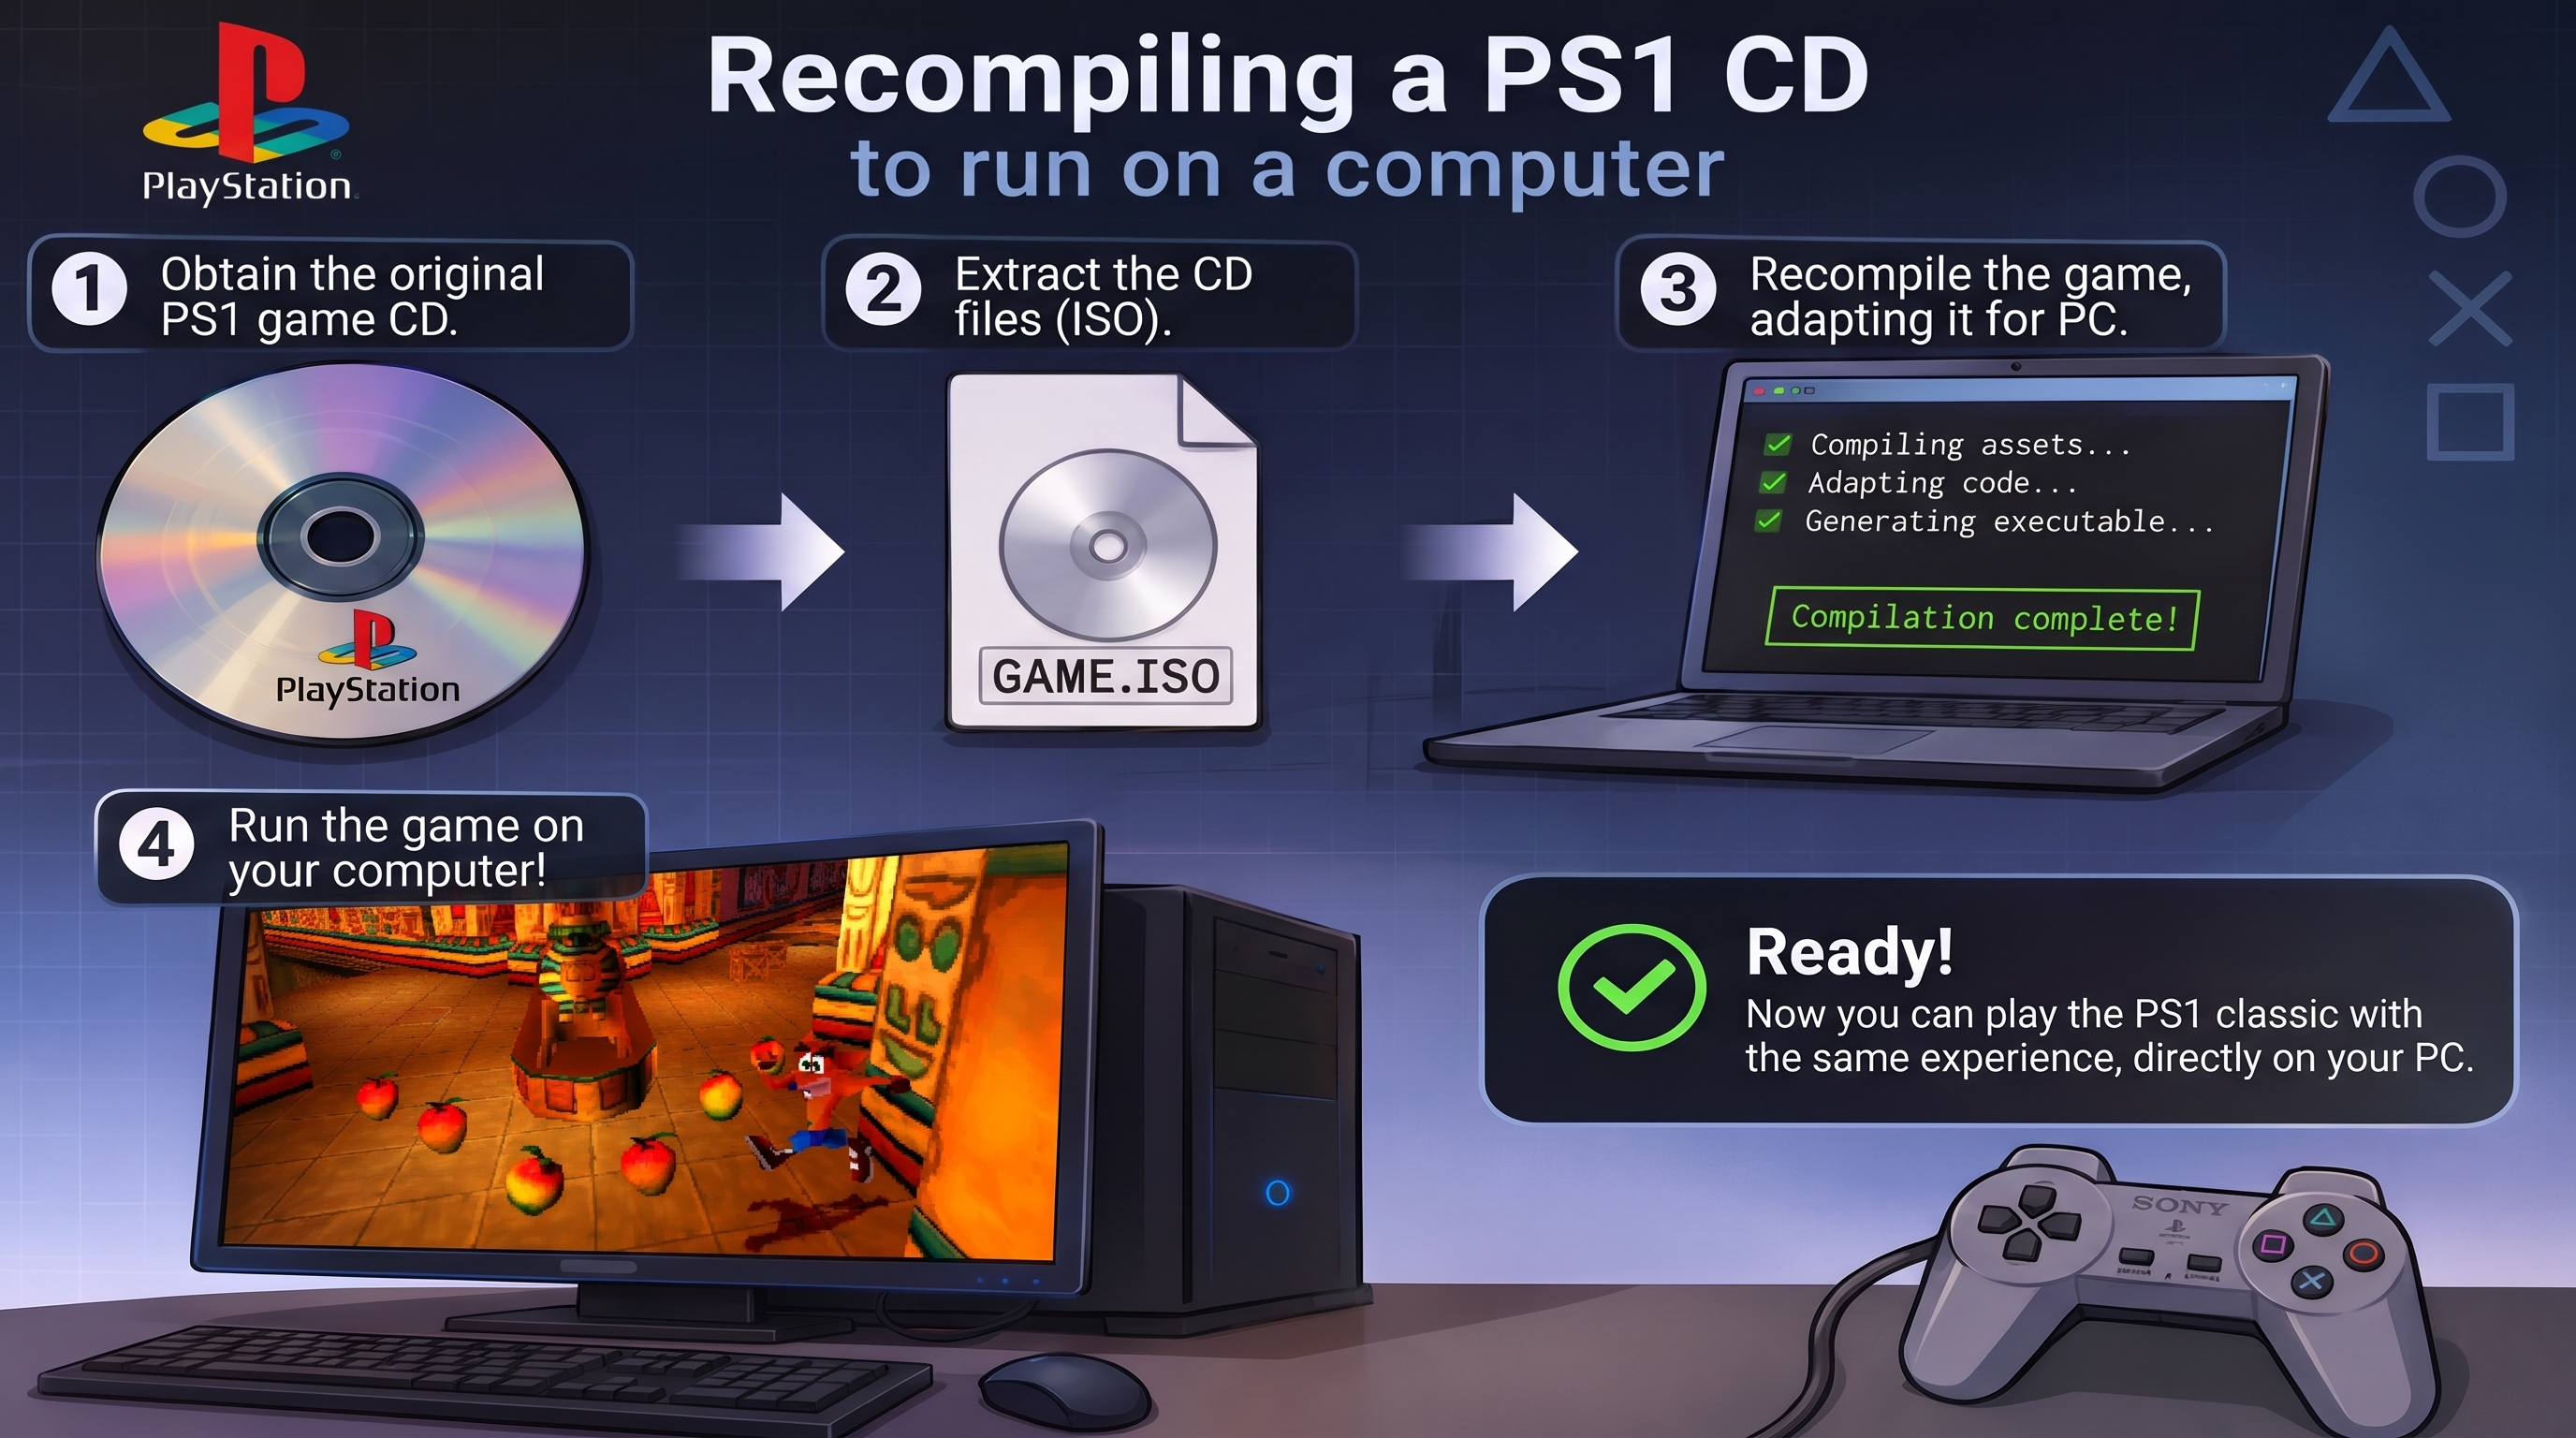 PlayStation
Recompiling a PS1 CD
to run on a computer
1 Obtain the original
PS1 game CD.
2 Extract the CD
files (ISO).
3 Recompile the game,
adapting it for PC.
PlayStation
GAME.ISO
Compiling assets...
Adapting code...
Generating executable...
Compilation complete!
4 Run the game on
your computer!
Ready!
Now you can play the PS1 classic with
the same experience, directly on your PC.
SONY